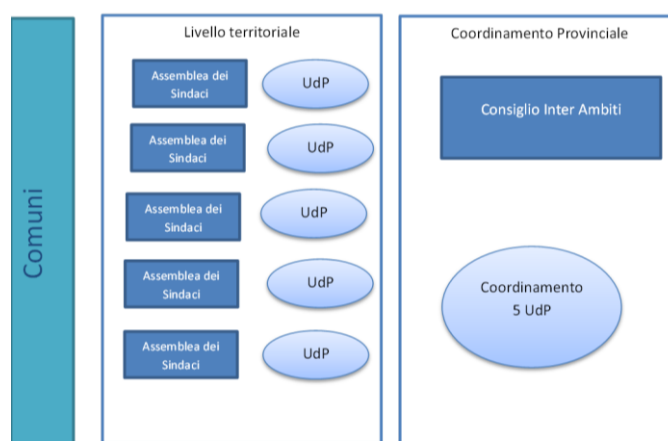 Comuni
Livello territoriale
Assemblea dei
Sindaci
UdP
Assemblea dei
Sindaci
UdP
Assemblea dei
Sindaci
UdP
Assemblea dei
Sindaci
UdP
Assemblea dei
Sindaci
UdP
Coordinamento Provinciale
Consiglio Inter Ambiti
Coordinamento
5 UdP